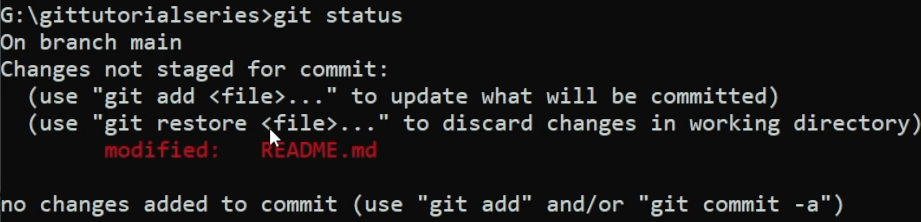 G:\gittutorialseries>git status
On branch main
Changes not staged for commit:
  (use "git add <file>..." to update what will be committed)
  (use "git restore <file>..." to discard changes in working directory)
        modified:   README.md

no changes added to commit (use "git add" and/or "git commit -a")